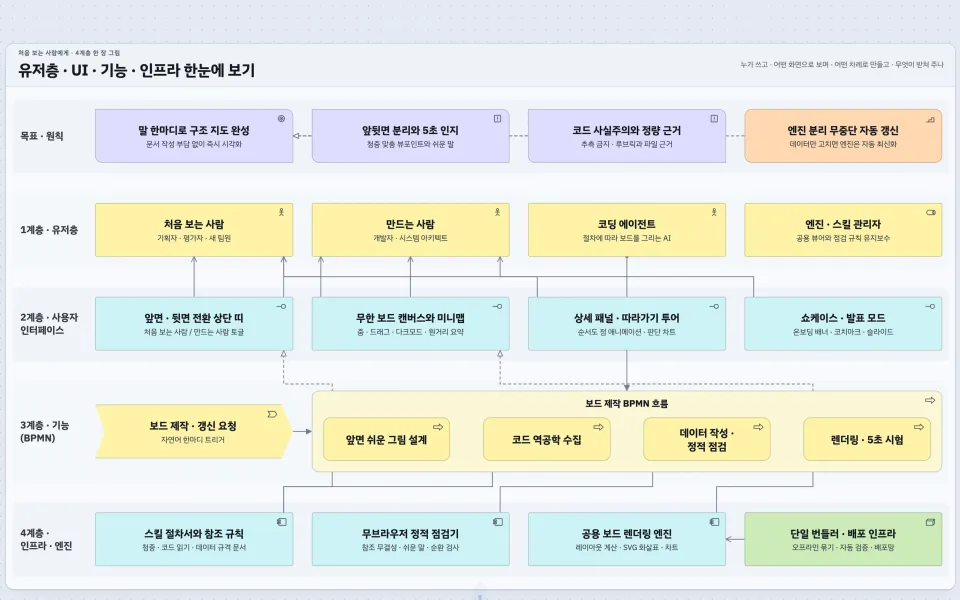 처음 보는 사람에게 · 4계층 한 장 그림
유저층 · UI · 기능 · 인프라 한눈에 보기
누가 쓰고 · 어떤 화면으로 보며 · 어떤 차례로 만들고 · 무엇이 받쳐 주나
목표 · 원칙
말 한마디로 구조 지도 완성
문서 작성 부담 없이 즉시 시각화
앞뒷면 분리와 5초 인지
청중 맞춤 뷰포인트와 쉬운 말
코드 사실주의와 정량 근거
추측 금지 · 루브릭과 파일 근거
엔진 분리 무중단 자동 갱신
데이터만 고치면 엔진은 자동 최신화
1계층 · 유저층
처음 보는 사람
기획자 · 평가자 · 새 팀원
만드는 사람
개발자 · 시스템 아키텍트
코딩 에이전트
절차에 따라 보드를 그리는 AI
엔진 · 스킬 관리자
공용 뷰어와 점검 규칙 유지보수
2계층 · 사용자
인터페이스
앞면 · 뒷면 전환 상단 띠
처음 보는 사람 / 만드는 사람 토글
무한 보드 캔버스와 미니맵
줌 · 드래그 · 다크모드 · 원거리 요약
상세 패널 · 따라가기 투어
순서도 점 애니메이션 · 판단 차트
쇼케이스 · 발표 모드
온보딩 배너 · 코치마크 · 슬라이드
3계층 · 기능
(BPMN)
보드 제작 · 갱신 요청
자연어 한마디 트리거
보드 제작 BPMN 흐름
앞면 쉬운 그림 설계
코드 역공학 수집
데이터 작성 ·
정적 점검
렌더링 · 5초 시험
4계층 ·
인프라 · 엔진
스킬 절차서와 참조 규칙
청중 · 코드 읽기 · 데이터 규격 문서
무브라우저 정적 점검기
참조 무결성 · 쉬운 말 · 순환 검사
공용 보드 렌더링 엔진
레이아웃 계산 · SVG 화살표 · 차트
단일 번들러 · 배포 인프라
오프라인 묶기 · 자동 검증 · 배포망